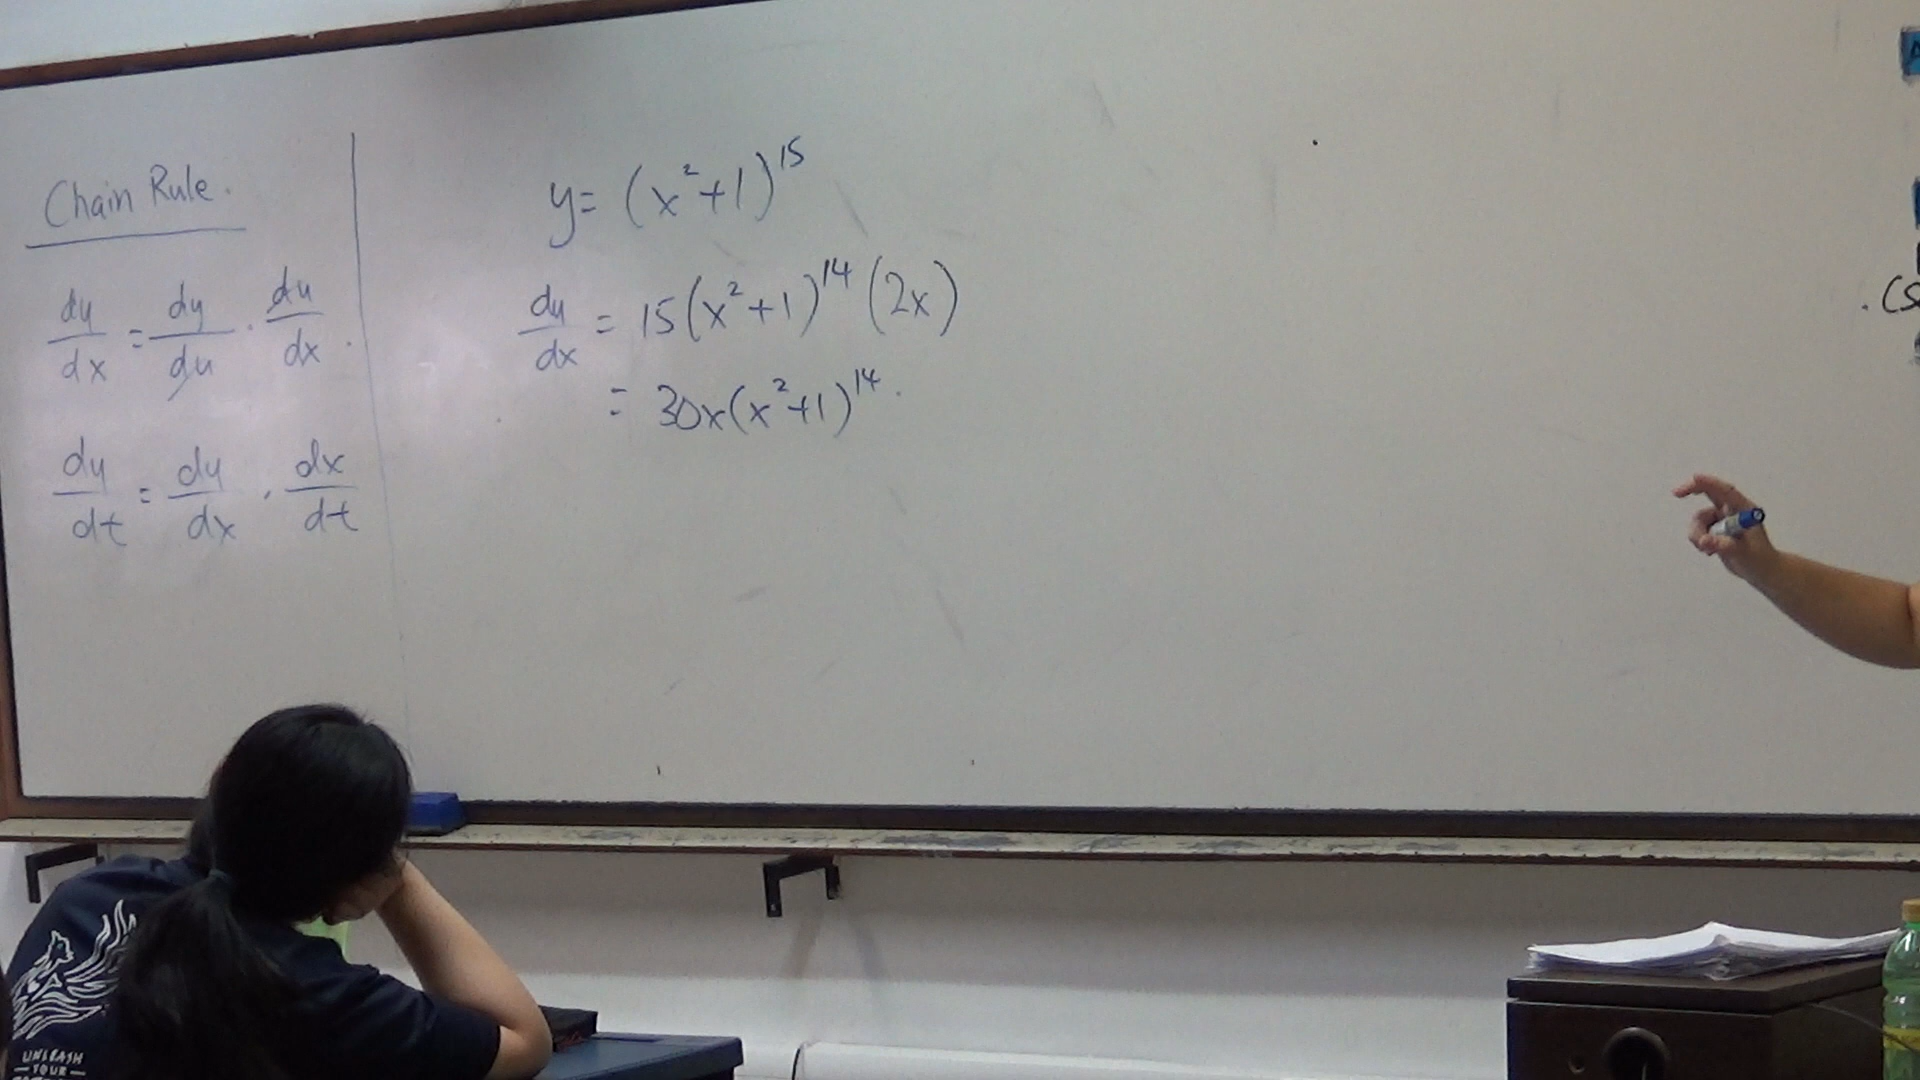 Chain Rule.
dy/dx = dy/du · du/dx.
dy/dt = dy/dx · dx/dt
y = (x²+1)¹⁵
dy/dx = 15(x²+1)¹⁴(2x)
= 30x(x²+1)¹⁴.
UNLEASH
YOUR